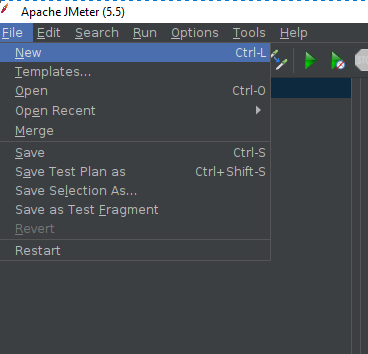 Apache JMeter (5.5)
File Edit Search Run Options Tools Help
New Ctrl-L
Templates...
Open Ctrl-O
Open Recent
Merge
Save Ctrl-S
Save Test Plan as Ctrl+Shift-S
Save Selection As...
Save as Test Fragment
Revert
Restart